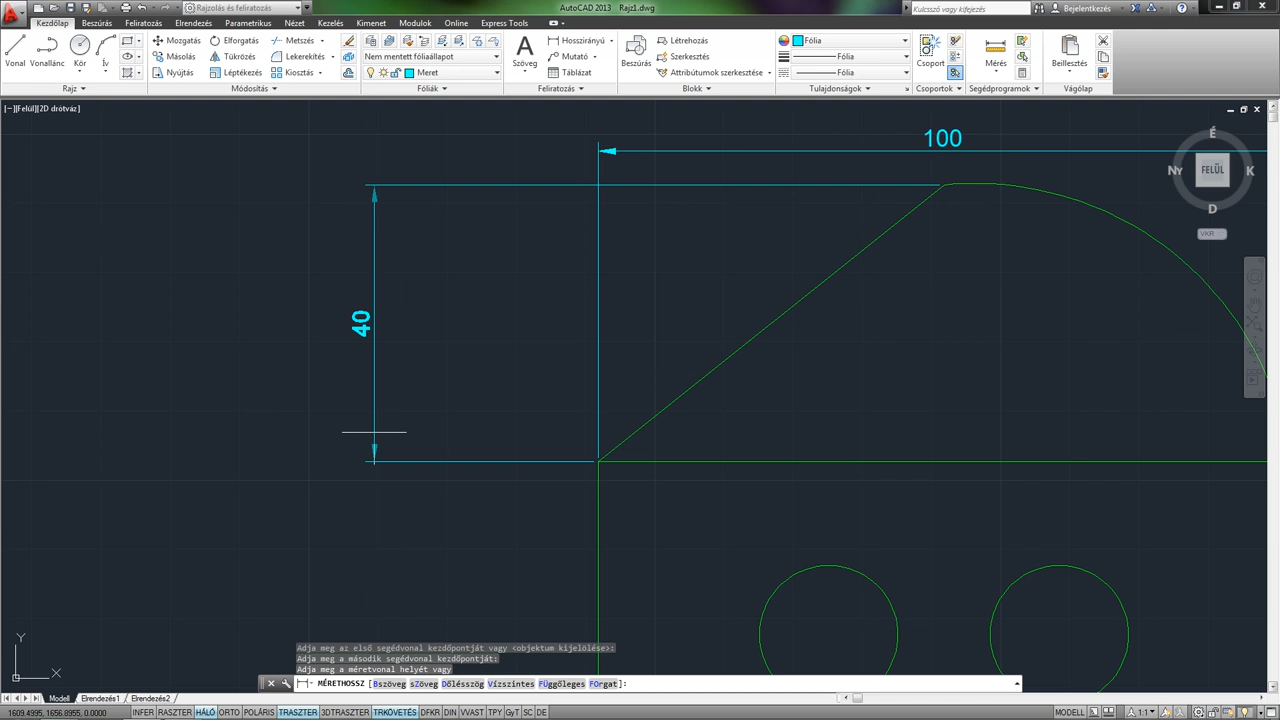 Rajzolás és feliratozás
AutoCAD 2013 Rajz1.dwg
Kulcsszó vagy kifejezés
Bejelentkezés
Kezdőlap Beszúrás Feliratozás Elrendezés Parametrikus Nézet Kezelés Kimenet Modulok Online Express Tools
Vonal Vonallánc Kör Ív
Mozgatás Elforgatás Metszés
Másolás Tükrözés Lekerekítés
Nyújtás Léptékezés Kiosztás
Nem mentett fóliaállapot
Meret
Szöveg
Hosszirányú
Mutató
Táblázat
Beszúrás
Létrehozás
Szerkesztés
Attribútumok szerkesztése
Fólia
Fólia
Fólia
Csoport
Mérés
Beillesztés
Rajz Módosítás Fóliák Feliratozás Blokk Tulajdonságok Csoportok Segédprogramok Vágólap
[−][Felül][2D drótváz]
100
40
É
NY FELÜL K
D
VKR
Y
X
Adja meg az első segédvonal kezdőpontját vagy <objektum kijelölése>:
Adja meg a második segédvonal kezdőpontját:
Adja meg a méretvonal helyét vagy
MÉRETHOSSZ [Bszöveg sZöveg Dőlésszög Vízszintes FÜggőleges FOrgat]:
Modell Elrendezés1 Elrendezés2
1609.4995, 1656.8955, 0.0000 INFER RASZTER HÁLÓ ORTO POLÁRIS TRASZTER 3DTRASZTER TRKÖVETÉS DFKR DIN VVAST TPY GyT SC DE MODELL 1:1